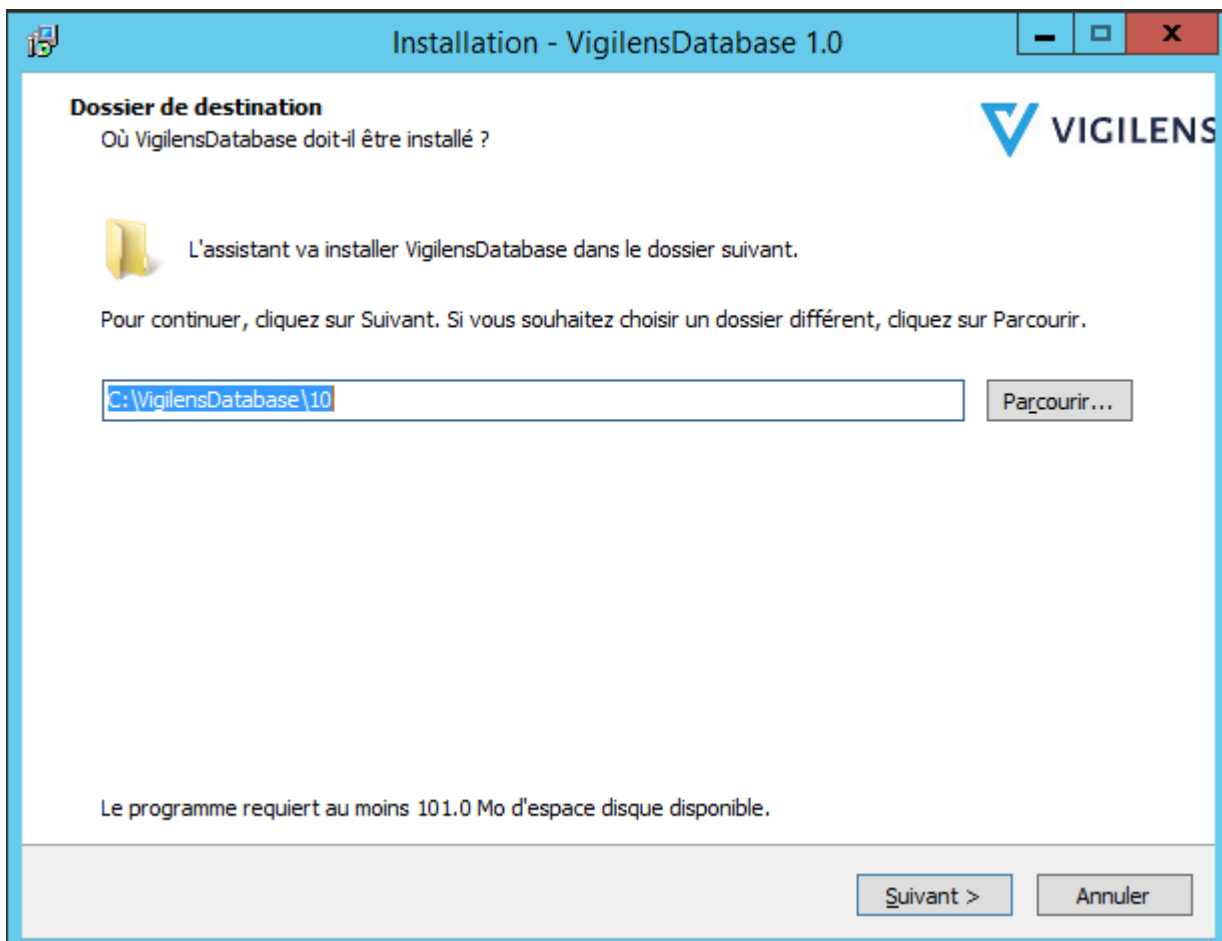 Installation - VigilensDatabase 1.0
Dossier de destination
Où VigilensDatabase doit-il être installé ?
VIGILENS
L'assistant va installer VigilensDatabase dans le dossier suivant.
Pour continuer, cliquez sur Suivant. Si vous souhaitez choisir un dossier différent, cliquez sur Parcourir.
C:\VigilensDatabase\10
Parcourir...
Le programme requiert au moins 101.0 Mo d'espace disque disponible.
Suivant >
Annuler